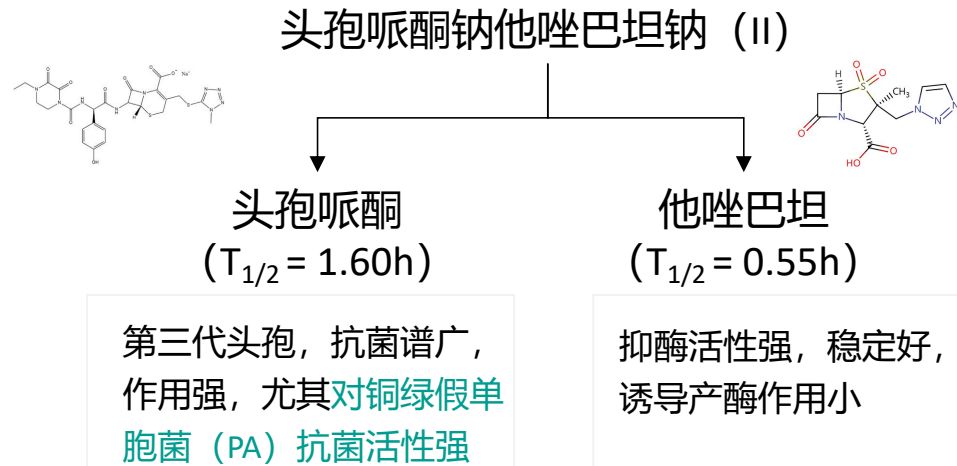 头孢哌酮钠他唑巴坦钠（II）
头孢哌酮
（T1/2 = 1.60h）
他唑巴坦
（T1/2 = 0.55h）
第三代头孢，抗菌谱广，
作用强，尤其对铜绿假单
胞菌（PA）抗菌活性强
抑酶活性强，稳定好，
诱导产酶作用小